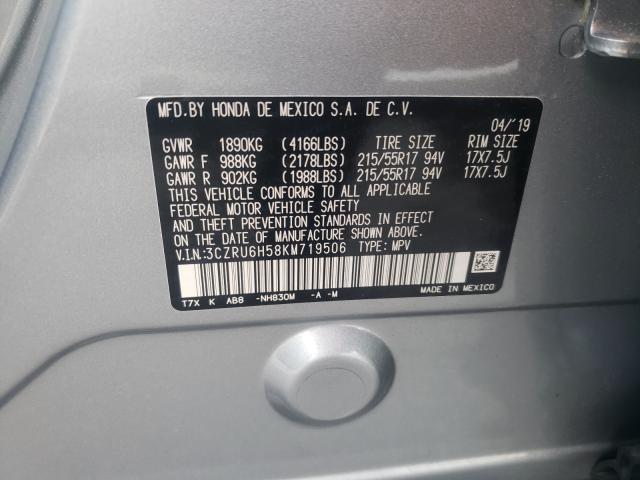 MFD.BY HONDA DE MEXICO S.A. DE C.V.
04/'19
GVWR 1890KG (4166LBS) TIRE SIZE RIM SIZE
GAWR F 988KG (2178LBS) 215/55R17 94V 17X7.5J
GAWR R 902KG (1988LBS) 215/55R17 94V 17X7.5J
THIS VEHICLE CONFORMS TO ALL APPLICABLE
FEDERAL MOTOR VEHICLE SAFETY
AND THEFT PREVENTION STANDARDS IN EFFECT
ON THE DATE OF MANUFACTURE SHOWN ABOVE.
V.I.N.:3CZRU6H58KM719506 TYPE: MPV
T7X K AB8 -NH830M -A -M
MADE IN MEXICO